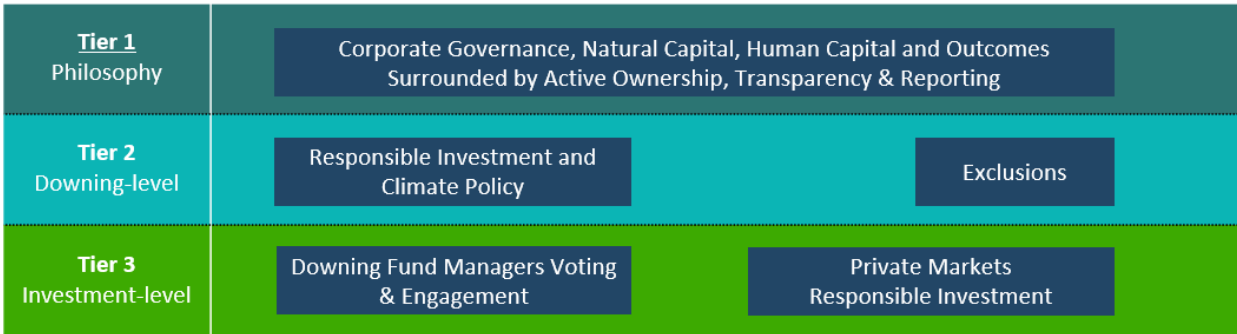 Tier 1
Philosophy
Corporate Governance, Natural Capital, Human Capital and Outcomes
Surrounded by Active Ownership, Transparency & Reporting
Tier 2
Downing-level
Responsible Investment and
Climate Policy
Exclusions
Tier 3
Investment-level
Downing Fund Managers Voting
& Engagement
Private Markets
Responsible Investment